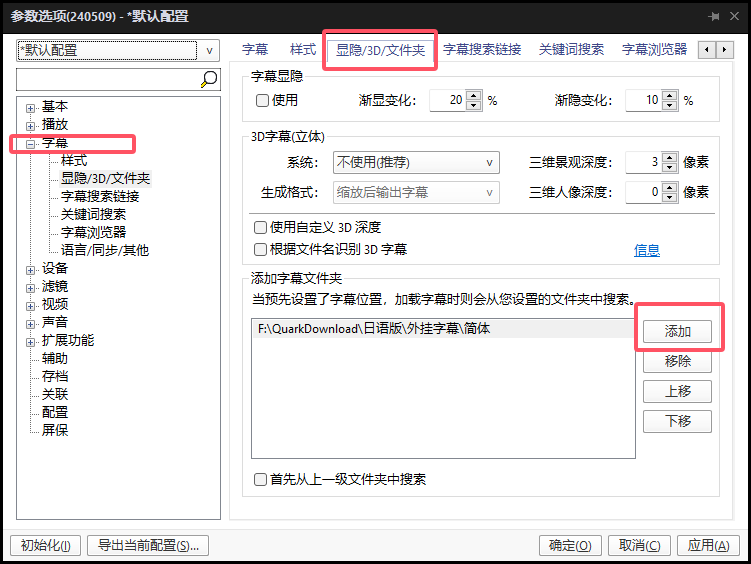 参数选项(240509) - *默认配置
*默认配置
基本
播放
字幕
样式
显隐/3D/文件夹
字幕搜索链接
关键词搜索
字幕浏览器
语言/同步/其他
设备
滤镜
视频
声音
扩展功能
辅助
存档
关联
配置
屏保
字幕 样式 显隐/3D/文件夹 字幕搜索链接 关键词搜索 字幕浏览器
字幕显隐
使用 渐显变化: 20 % 渐隐变化: 10 %
3D字幕(立体)
系统: 不使用(推荐) 三维景观深度: 3 像素
生成格式: 缩放后输出字幕 三维人像深度: 0 像素
使用自定义 3D 深度
根据文件名识别 3D 字幕 信息
添加字幕文件夹
当预先设置了字幕位置，加载字幕时则会从您设置的文件夹中搜索。
F:\QuarkDownload\日语版\外挂字幕\简体
添加
移除
上移
下移
首先从上一级文件夹中搜索
初始化(I) 导出当前配置(S)... 确定(O) 取消(C) 应用(A)